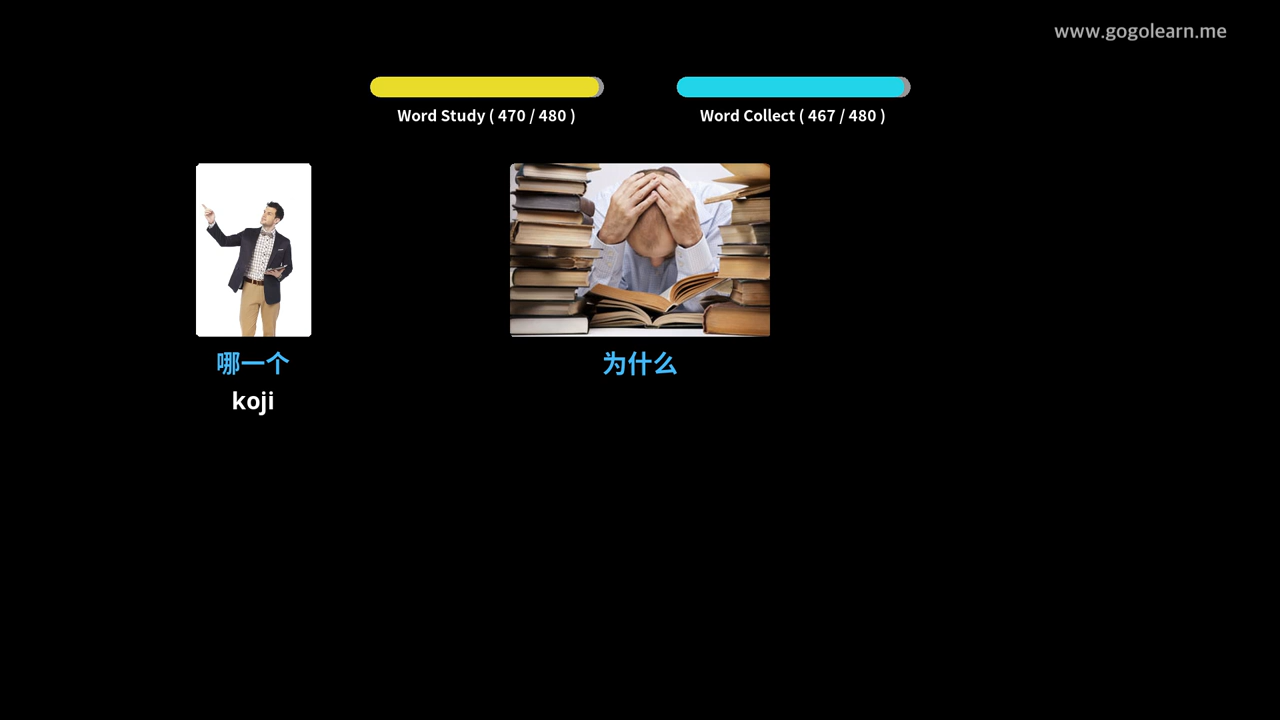 www.gogolearn.me
Word Study ( 470 / 480 )
Word Collect ( 467 / 480 )
哪一个
koji
为什么